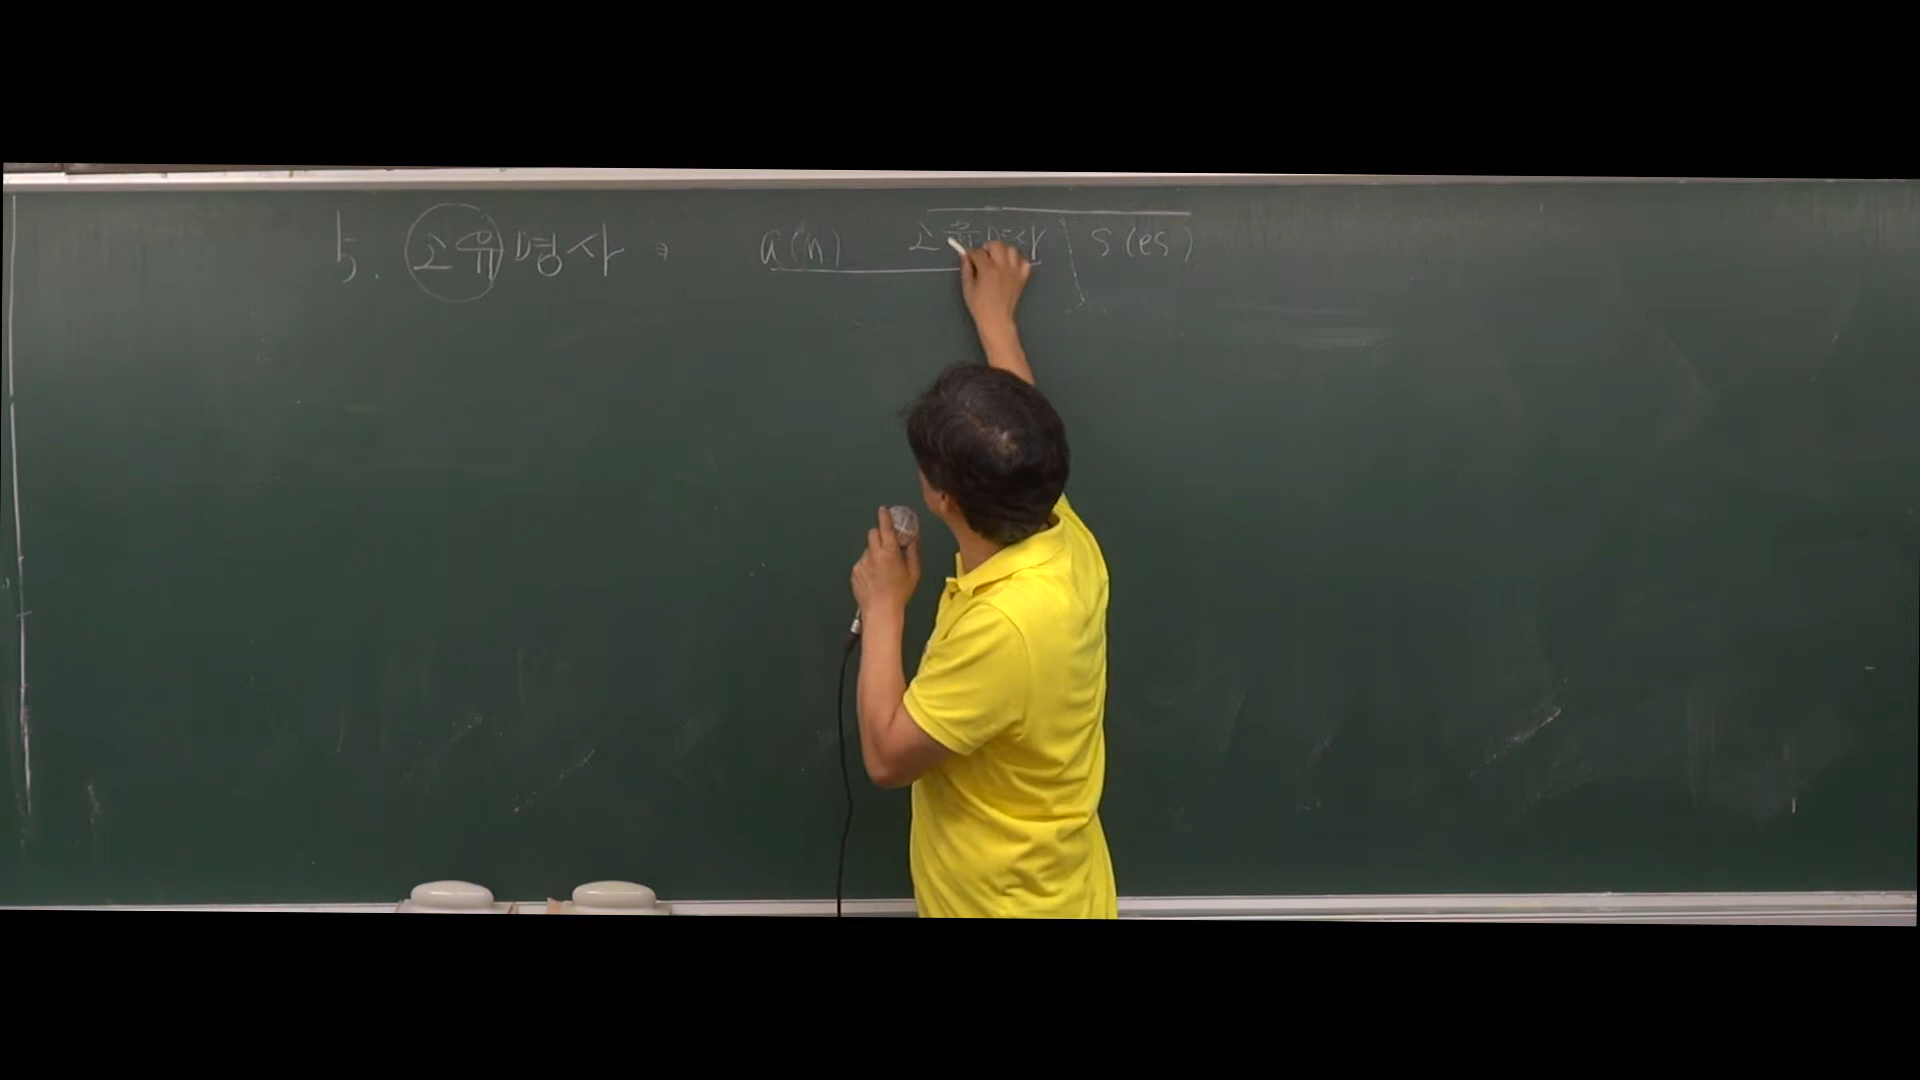 5. 고유명사 ⇒ a(n) 고유명사 s(es)